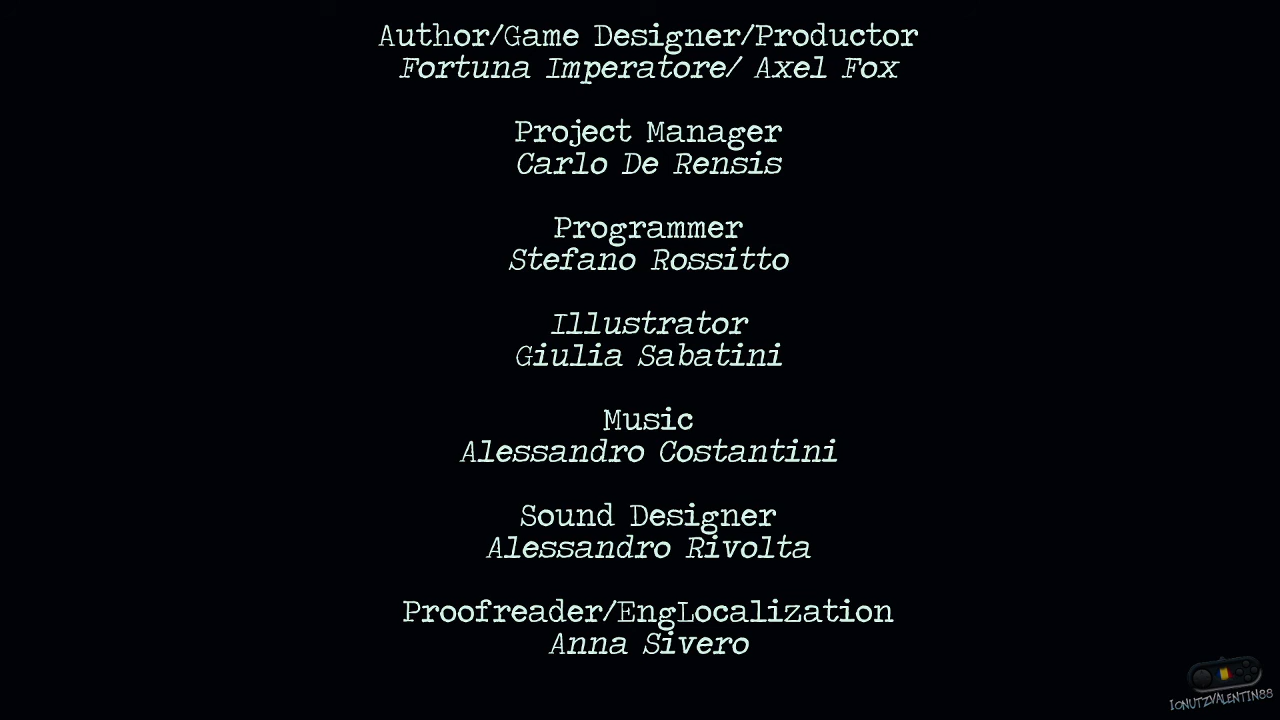 Author/Game Designer/Productor
Fortuna Imperatore/ Axel Fox
Project Manager
Carlo De Rensis
Programmer
Stefano Rossitto
Illustrator
Giulia Sabatini
Music
Alessandro Costantini
Sound Designer
Alessandro Rivolta
Proofreader/EngLocalization
Anna Sivero
IONUTZVALENTIN88